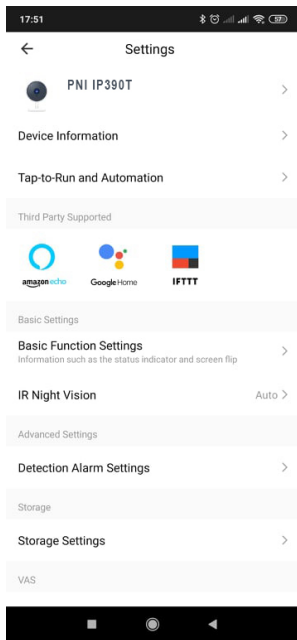 17:51
57
Settings
PNI IP390T
Device Information
Tap-to-Run and Automation
Third Party Supported
amazon echo
Google Home
IFTTT
Basic Settings
Basic Function Settings
Information such as the status indicator and screen flip
IR Night Vision
Auto
Advanced Settings
Detection Alarm Settings
Storage
Storage Settings
VAS